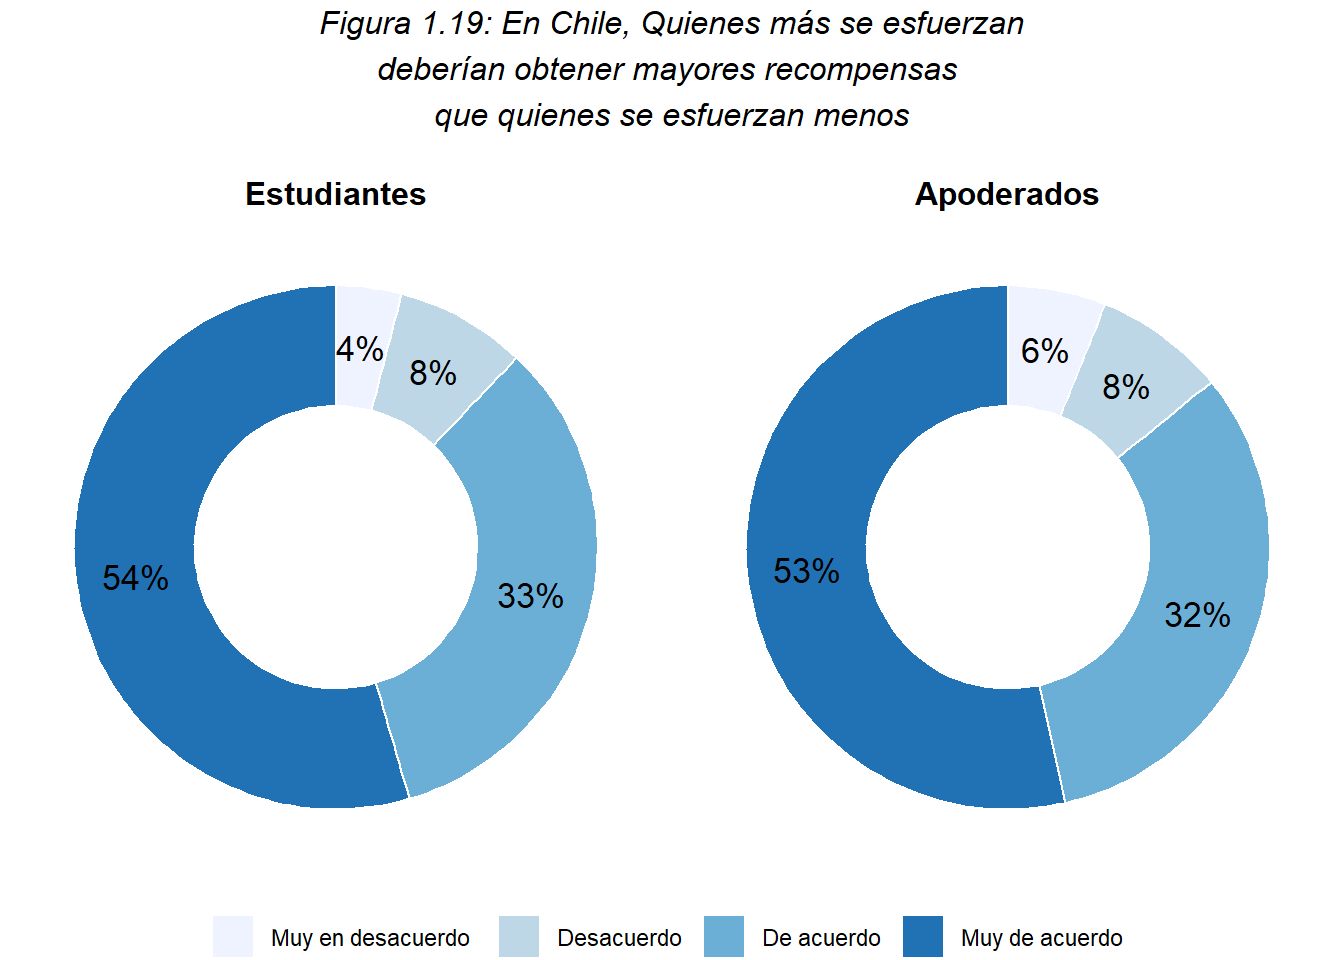 Figura 1.19: En Chile, Quienes más se esfuerzan
deberían obtener mayores recompensas
que quienes se esfuerzan menos
Estudiantes
4%
8%
33%
54%
Apoderados
6%
8%
32%
53%
Muy en desacuerdo
Desacuerdo
De acuerdo
Muy de acuerdo